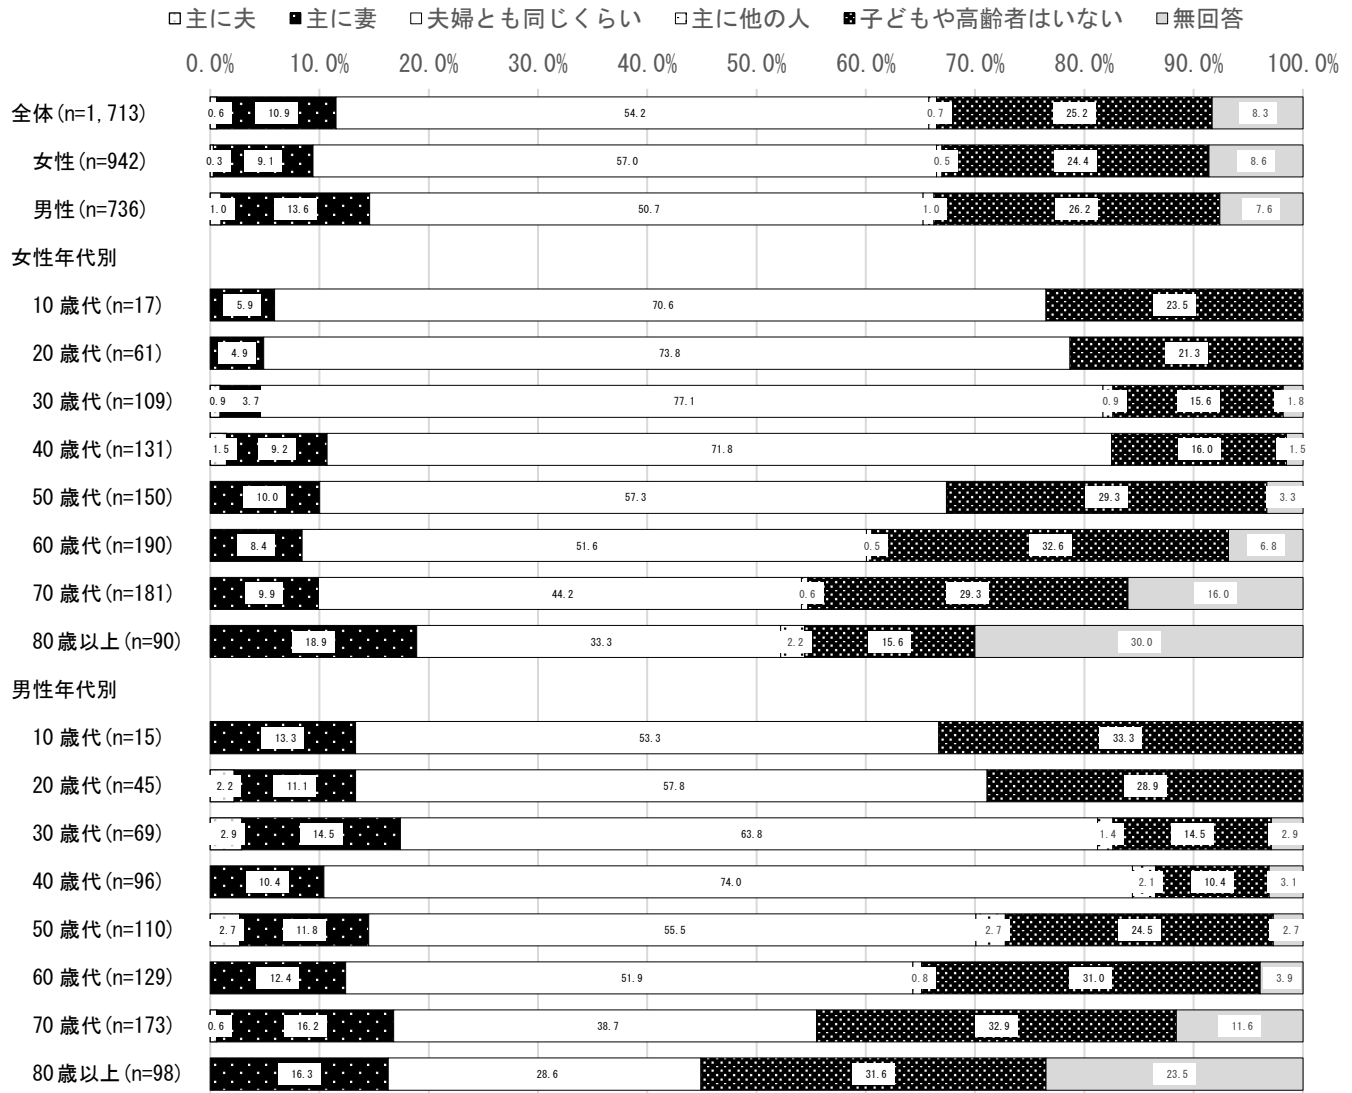 主に夫 主に妻 夫婦とも同じくらい 主に他の人 子どもや高齢者はいない 無回答
0.0% 10.0% 20.0% 30.0% 40.0% 50.0% 60.0% 70.0% 80.0% 90.0% 100.0%
全体(n=1,713) 0.6 10.9 54.2 0.7 25.2 8.3
女性(n=942) 0.3 9.1 57.0 0.5 24.4 8.6
男性(n=736) 1.0 13.6 50.7 1.0 26.2 7.6
女性年代別
10歳代(n=17) 5.9 70.6 23.5
20歳代(n=61) 4.9 73.8 21.3
30歳代(n=109) 0.9 3.7 77.1 0.9 15.6 1.8
40歳代(n=131) 1.5 9.2 71.8 16.0 1.5
50歳代(n=150) 10.0 57.3 29.3 3.3
60歳代(n=190) 8.4 51.6 0.5 32.6 6.8
70歳代(n=181) 9.9 44.2 0.6 29.3 16.0
80歳以上(n=90) 18.9 33.3 2.2 15.6 30.0
男性年代別
10歳代(n=15) 13.3 53.3 33.3
20歳代(n=45) 2.2 11.1 57.8 28.9
30歳代(n=69) 2.9 14.5 63.8 1.4 14.5 2.9
40歳代(n=96) 10.4 74.0 2.1 10.4 3.1
50歳代(n=110) 2.7 11.8 55.5 2.7 24.5 2.7
60歳代(n=129) 12.4 51.9 0.8 31.0 3.9
70歳代(n=173) 0.6 16.2 38.7 32.9 11.6
80歳以上(n=98) 16.3 28.6 31.6 23.5